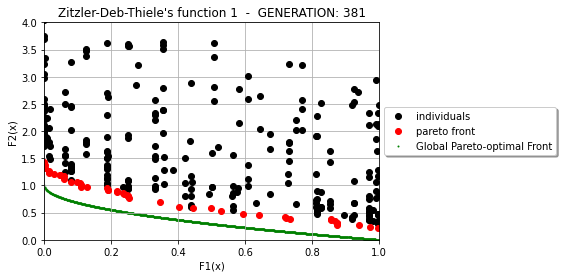 Zitzler-Deb-Thiele's function 1 - GENERATION: 381
4.0
3.5
3.0
2.5
2.0
1.5
1.0
0.5
0.0
F2(x)
0.0 0.2 0.4 0.6 0.8 1.0
F1(x)
individuals
pareto front
Global Pareto-optimal Front